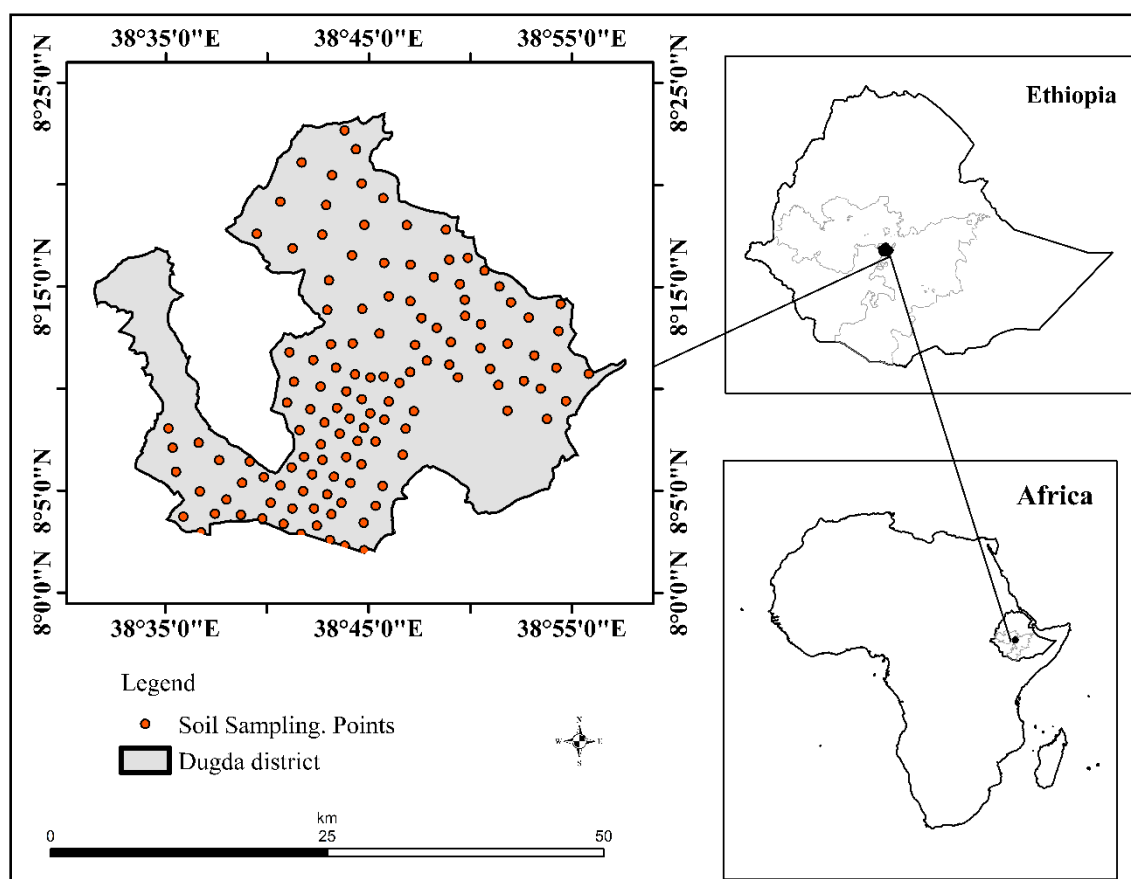 38°35'0"E 38°45'0"E 38°55'0"E
8°25'0"N
8°15'0"N
8°5'0"N
8°0'0"N
8°25'0"N
8°15'0"N
8°5'0"N
8°0'0"N
38°35'0"E 38°45'0"E 38°55'0"E
Legend
Soil Sampling. Points
Dugda district
N
W E
S
km
0 25 50
Ethiopia
Africa